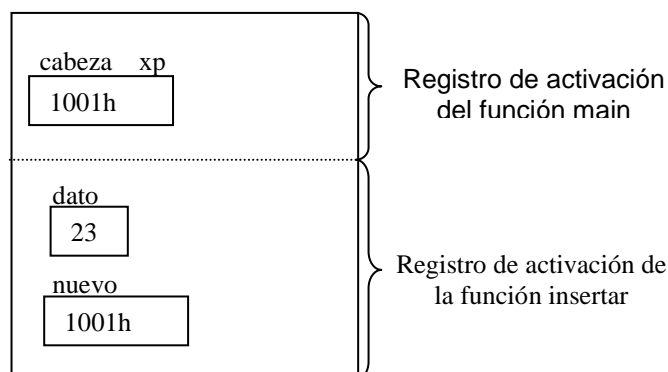 cabeza xp
1001h
Registro de activación
del función main
dato
23
nuevo
1001h
Registro de activación de
la función insertar